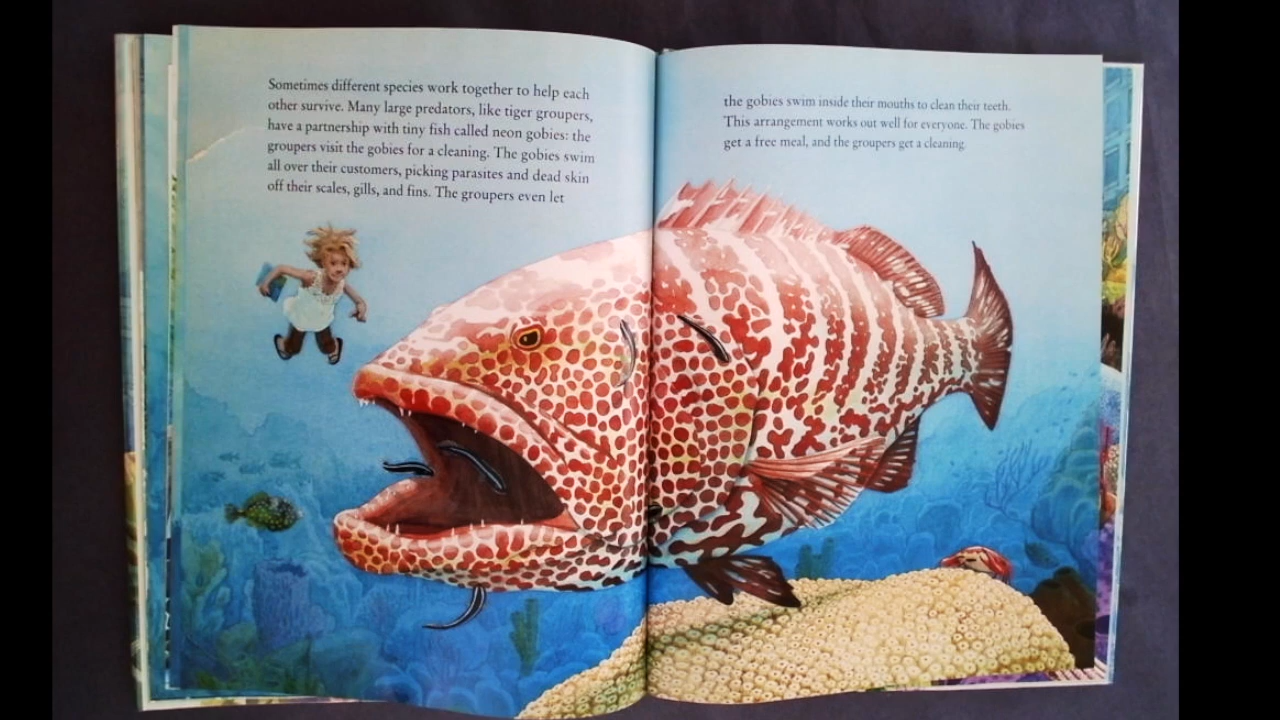 Sometimes different species work together to help each
other survive. Many large predators, like tiger groupers,
have a partnership with tiny fish called neon gobies: the
groupers visit the gobies for a cleaning. The gobies swim
all over their customers, picking parasites and dead skin
off their scales, gills, and fins. The groupers even let
the gobies swim inside their mouths to clean their teeth.
This arrangement works out well for everyone. The gobies
get a free meal, and the groupers get a cleaning.